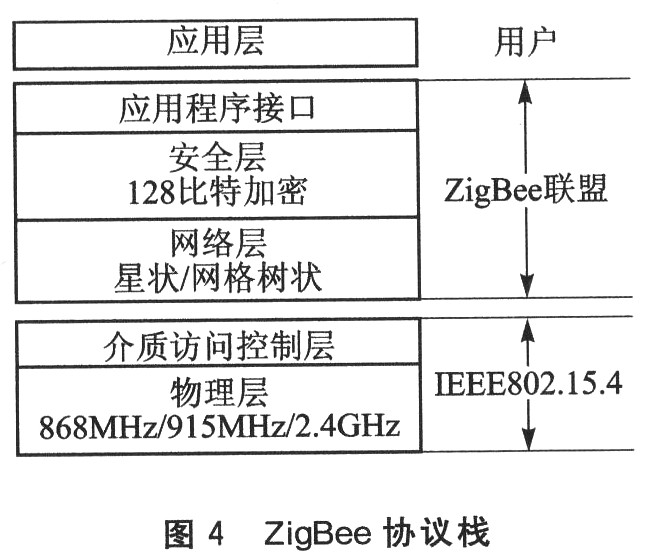 应用层 用户
应用程序接口
安全层
128比特加密
ZigBee联盟
网络层
星状/网格树状
介质访问控制层
IEEE802.15.4
物理层
868MHz/915MHz/2.4GHz
图 4 ZigBee 协议栈